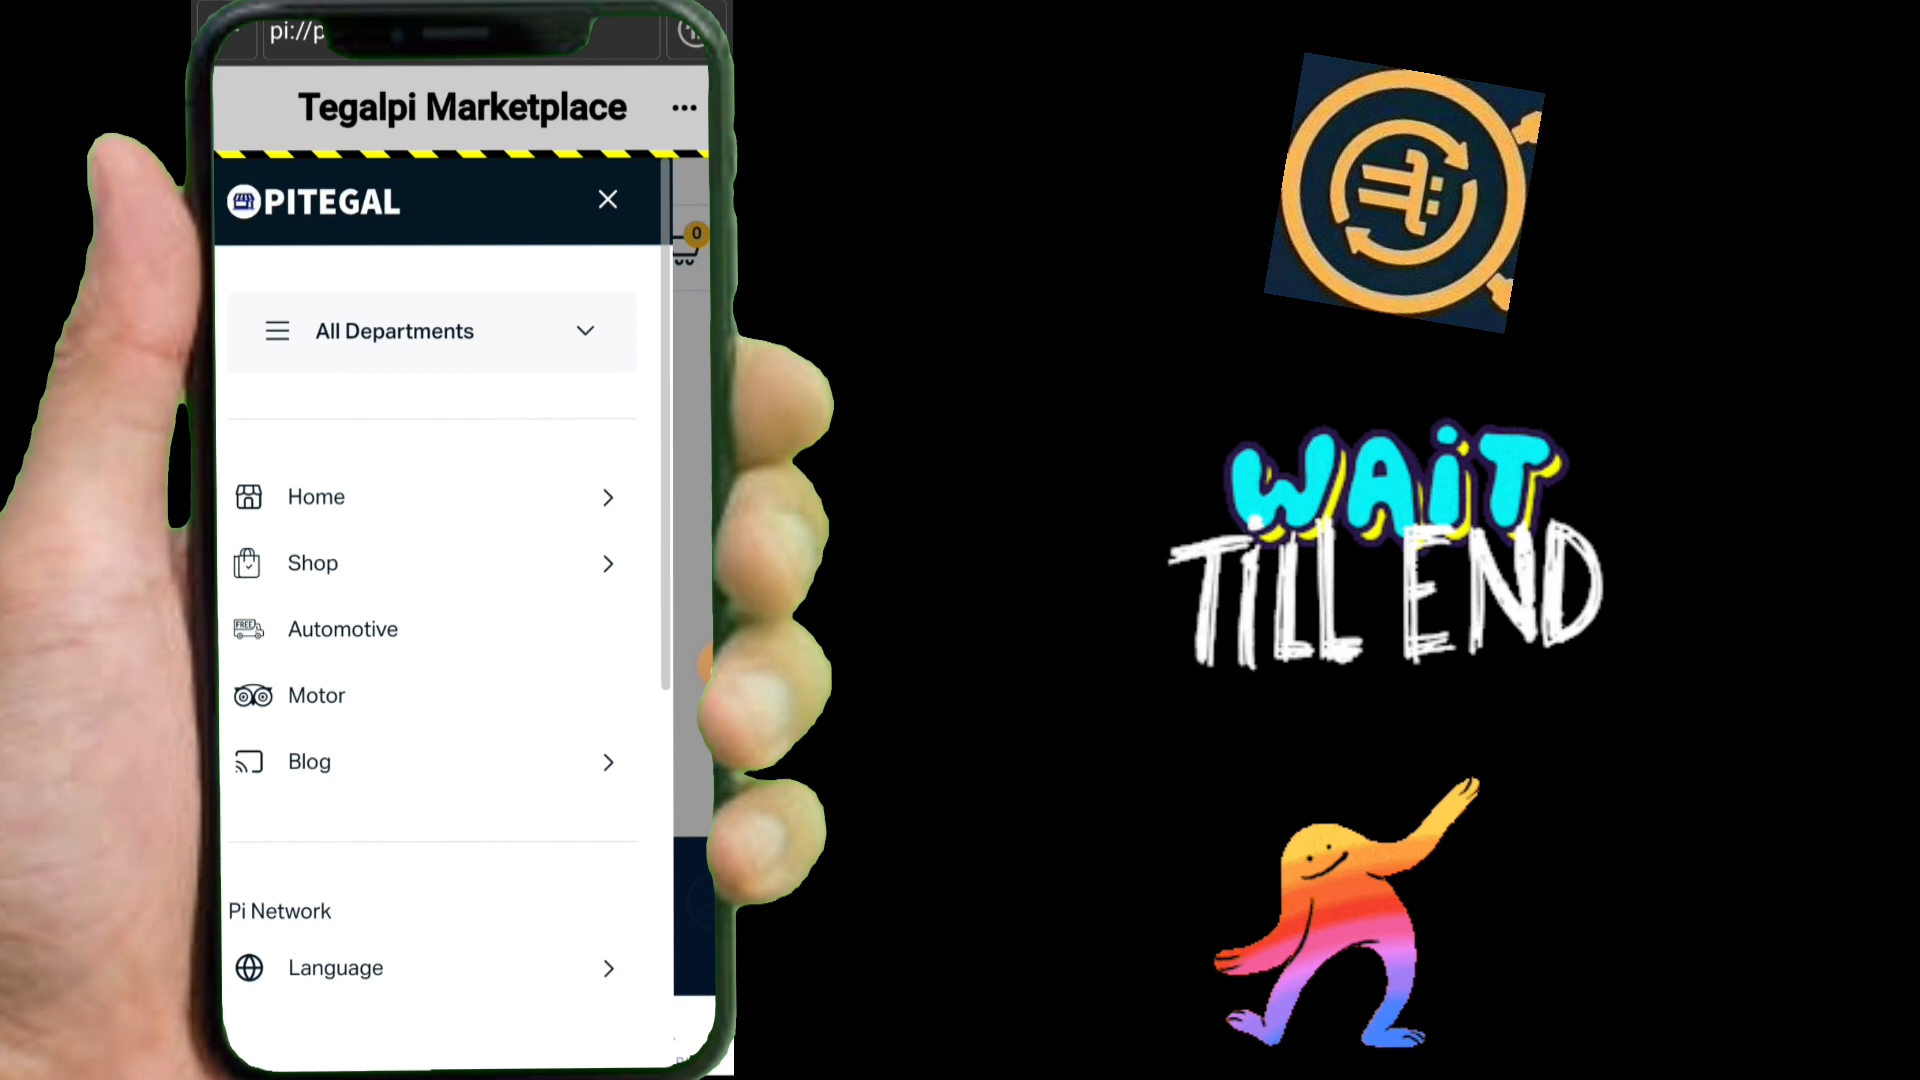 pi://p
Tegalpi Marketplace
PITEGAL
0
All Departments
Home
Shop
FREE
Automotive
Motor
Blog
Pi Network
Language
WAiT
TILL END